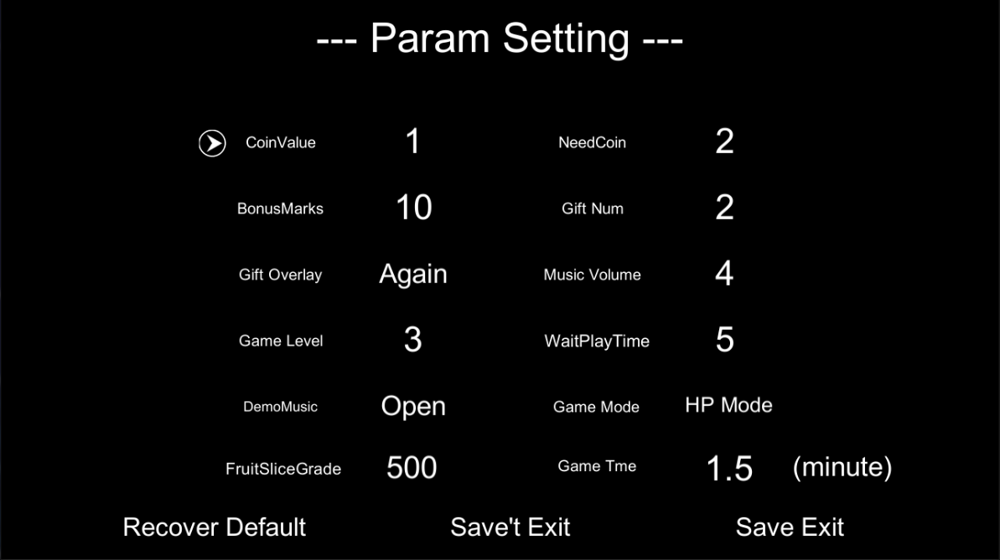 --- Param Setting ---
CoinValue 1 NeedCoin 2
BonusMarks 10 Gift Num 2
Gift Overlay Again Music Volume 4
Game Level 3 WaitPlayTime 5
DemoMusic Open Game Mode HP Mode
FruitSliceGrade 500 Game Tme 1.5 (minute)
Recover Default Save't Exit Save Exit